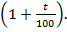 (1 + t/100).